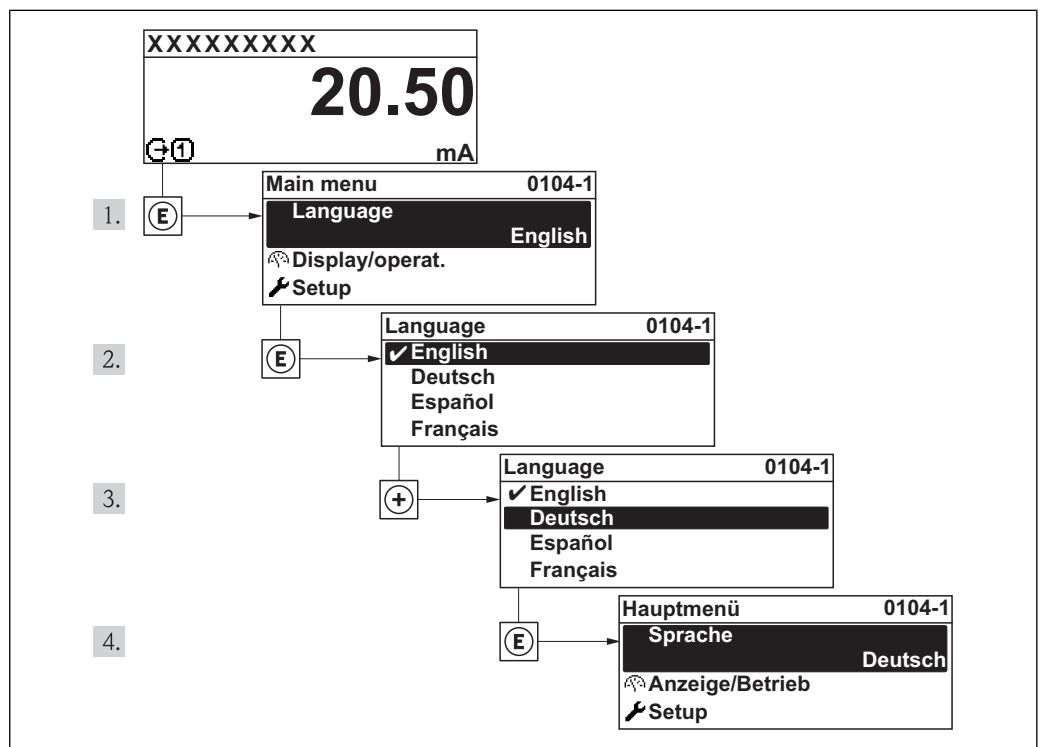 XXXXXXXXX
20.50
1 mA
1. E
Main menu 0104-1
Language
English
Display/operat.
Setup
2. E
Language 0104-1
✔ English
Deutsch
Español
Français
3. +
Language 0104-1
✔ English
Deutsch
Español
Français
4. E
Hauptmenü 0104-1
Sprache
Deutsch
Anzeige/Betrieb
Setup